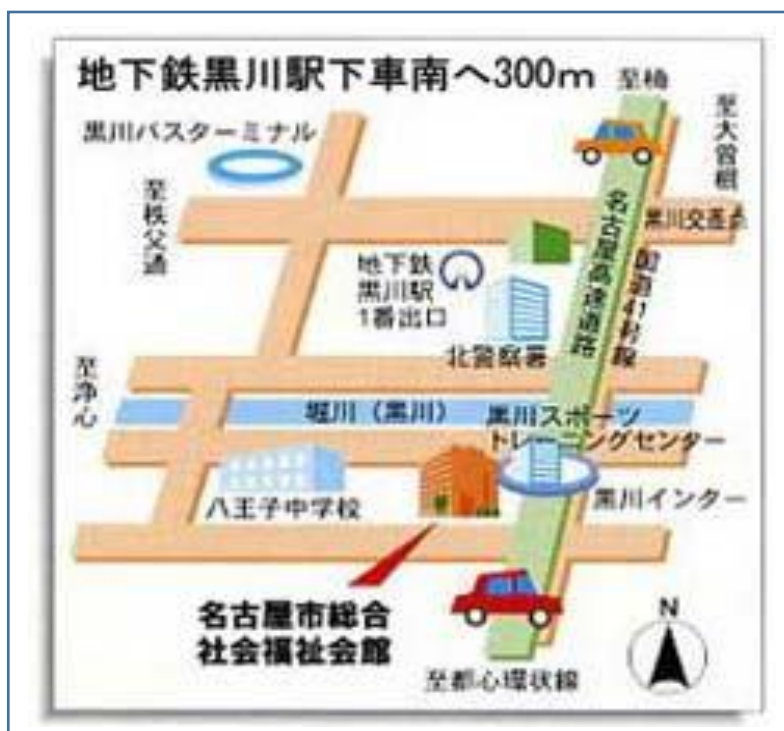 地下鉄黒川駅下車南へ300m
至楠
至大曽根
黒川バスターミナル
至秩父通
黒川交差点
名古屋高速道路
国道41号線
地下鉄
黒川駅
1番出口
北警察署
至浄心
堀川（黒川）
黒川スポーツ
トレーニングセンター
八王子中学校
黒川インター
名古屋市総合
社会福祉会館
N
至都心環状線